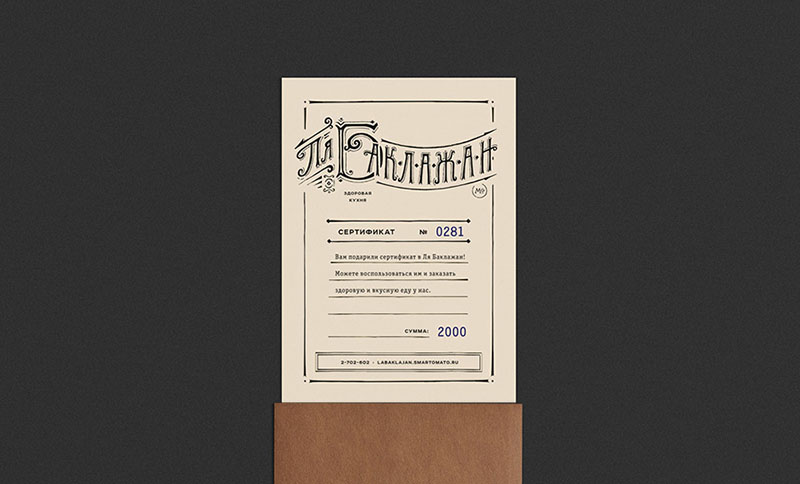 Ля Баклажан
ЗДОРОВАЯ
КУХНЯ
СЕРТИФИКАТ № 0281
Вам подарили сертификат в Ля Баклажан!
Можете воспользоваться им и заказать
здоровую и вкусную еду у нас.
СУММА: 2000
2-702-602 - LABAKLAJAN.SMARTOMATO.RU